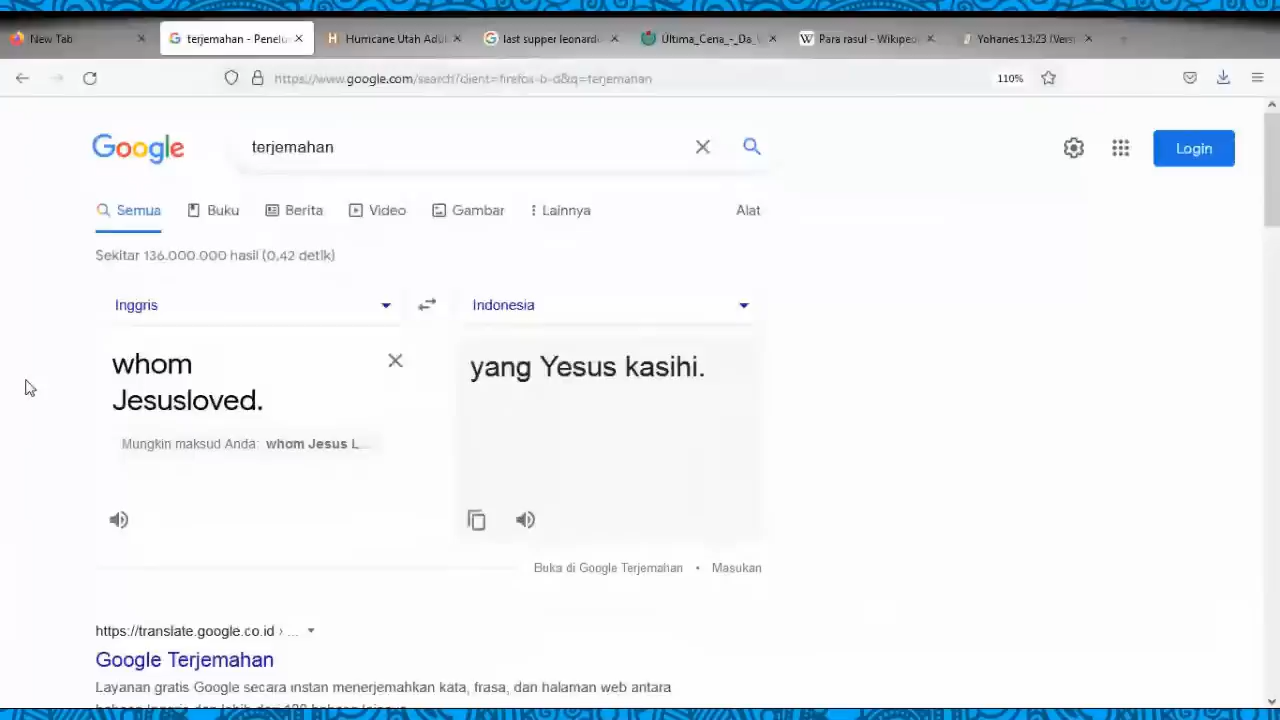 New Tab
terjemahan - Penelu
Hurricane Utah Adul
last supper leonardo
Última_Cena_-_Da_
Para rasul - Wikipe
Yohanes 13:23 (Vers
https://www.google.com/search?client=firefox-b-d&q=terjemahan
110%
Google
terjemahan
Login
Semua
Buku
Berita
Video
Gambar
Lainnya
Alat
Sekitar 136.000.000 hasil (0,42 detik)
Inggris
Indonesia
whom
Jesusloved.
yang Yesus kasihi.
Mungkin maksud Anda: whom Jesus L...
Buka di Google Terjemahan • Masukan
https://translate.google.co.id › ...
Google Terjemahan
Layanan gratis Google secara instan menerjemahkan kata, frasa, dan halaman web antara